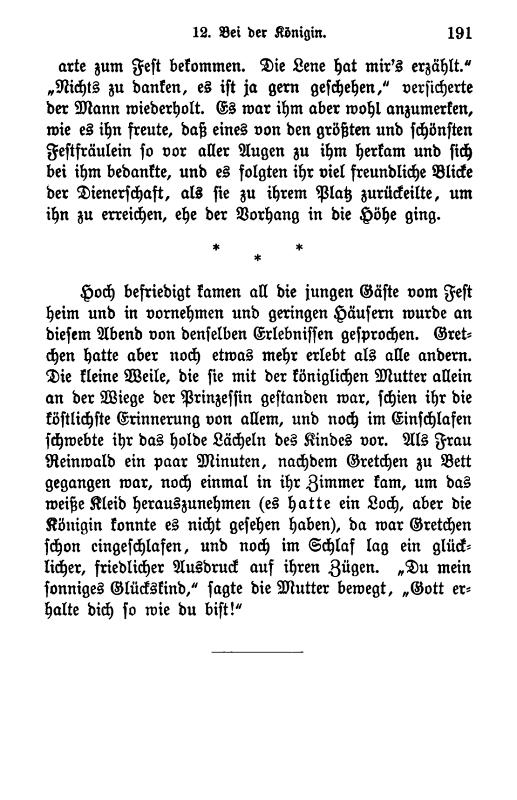 12. Bei der Königin. 191
arte zum Fest bekommen. Die Lene hat mir's erzählt.“
„Nichts zu danken, es ist ja gern geschehen,“ versicherte
der Mann wiederholt. Es war ihm aber wohl anzumerken,
wie es ihn freute, daß eines von den größten und schönsten
Festfräulein so vor aller Augen zu ihm herkam und sich
bei ihm bedankte, und es folgten ihr viel freundliche Blicke
der Dienerschaft, als sie zu ihrem Platz zurückeilte, um
ihn zu erreichen, ehe der Vorhang in die Höhe ging.
* * *
Hoch befriedigt kamen all die jungen Gäste vom Fest
heim und in vornehmen und geringen Häusern wurde an
diesem Abend von denselben Erlebnissen gesprochen. Gret-
chen hatte aber noch etwas mehr erlebt als alle andern.
Die kleine Weile, die sie mit der königlichen Mutter allein
an der Wiege der Prinzessin gestanden war, schien ihr die
köstlichste Erinnerung von allem, und noch im Einschlafen
schwebte ihr das holde Lächeln des Kindes vor. Als Frau
Reinwald ein paar Minuten, nachdem Gretchen zu Bett
gegangen war, noch einmal in ihr Zimmer kam, um das
weiße Kleid herauszunehmen (es hatte ein Loch, aber die
Königin konnte es nicht gesehen haben), da war Gretchen
schon eingeschlafen, und noch im Schlaf lag ein glück-
licher, friedlicher Ausdruck auf ihren Zügen. „Du mein
sonniges Glückskind,“ sagte die Mutter bewegt, „Gott er-
halte dich so wie du bist!“